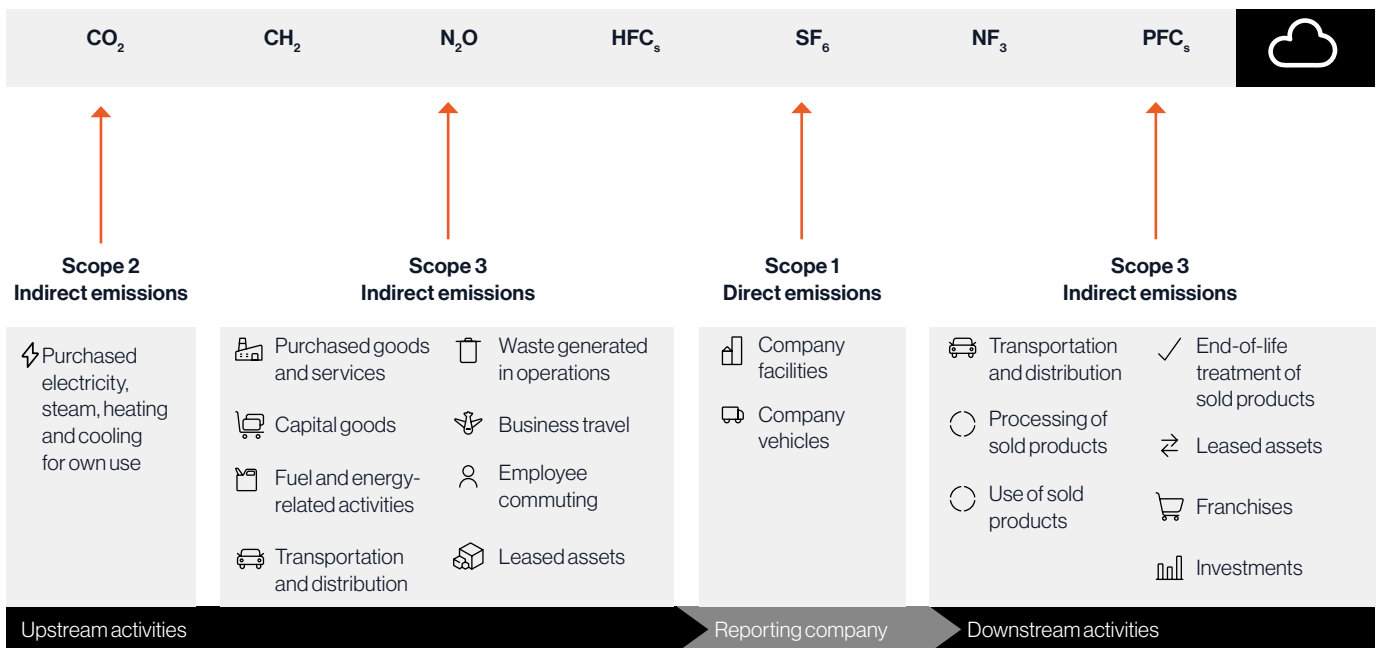 CO₂ CH₂ N₂O HFCₛ SF₆ NF₃ PFCₛ
Scope 2
Indirect emissions
Purchased
electricity,
steam, heating
and cooling
for own use
Scope 3
Indirect emissions
Purchased goods
and services
Capital goods
Fuel and energy-
related activities
Transportation
and distribution
Waste generated
in operations
Business travel
Employee
commuting
Leased assets
Scope 1
Direct emissions
Company
facilities
Company
vehicles
Scope 3
Indirect emissions
Transportation
and distribution
Processing of
sold products
Use of sold
products
End-of-life
treatment of
sold products
Leased assets
Franchises
Investments
Upstream activities
Reporting company
Downstream activities